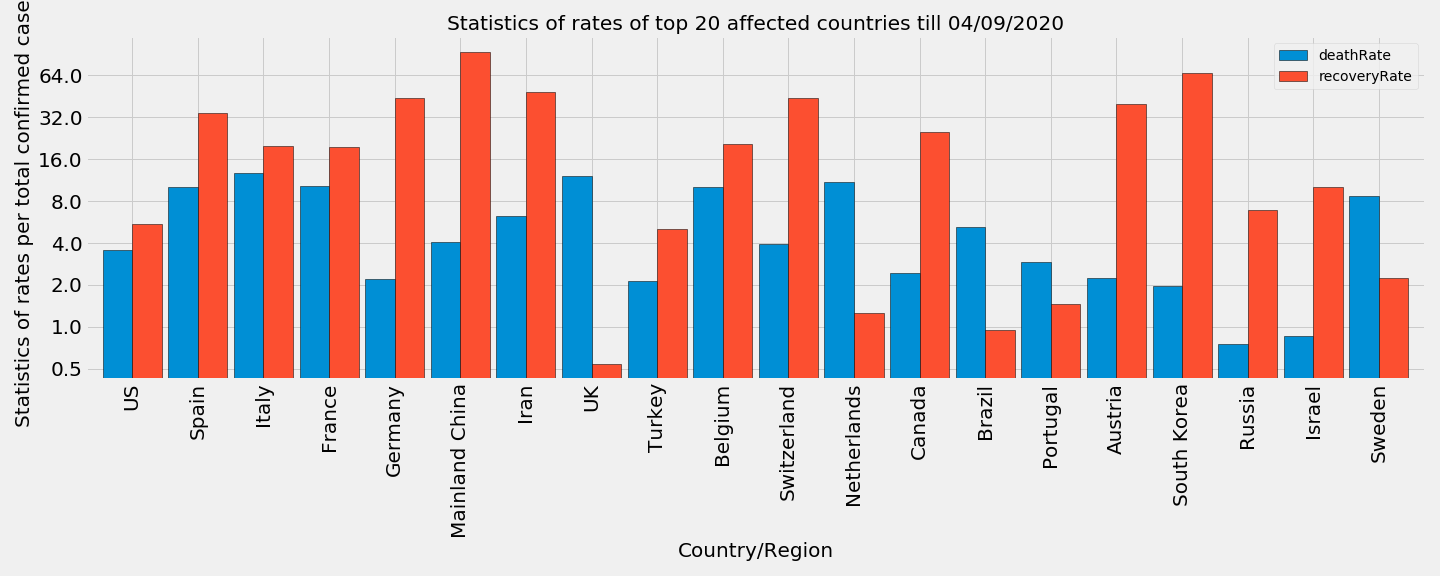 Statistics of rates of top 20 affected countries till 04/09/2020
Statistics of rates per total confirmed case
64.0
32.0
16.0
8.0
4.0
2.0
1.0
0.5
deathRate
recoveryRate
US
Spain
Italy
France
Germany
Mainland China
Iran
UK
Turkey
Belgium
Switzerland
Netherlands
Canada
Brazil
Portugal
Austria
South Korea
Russia
Israel
Sweden
Country/Region